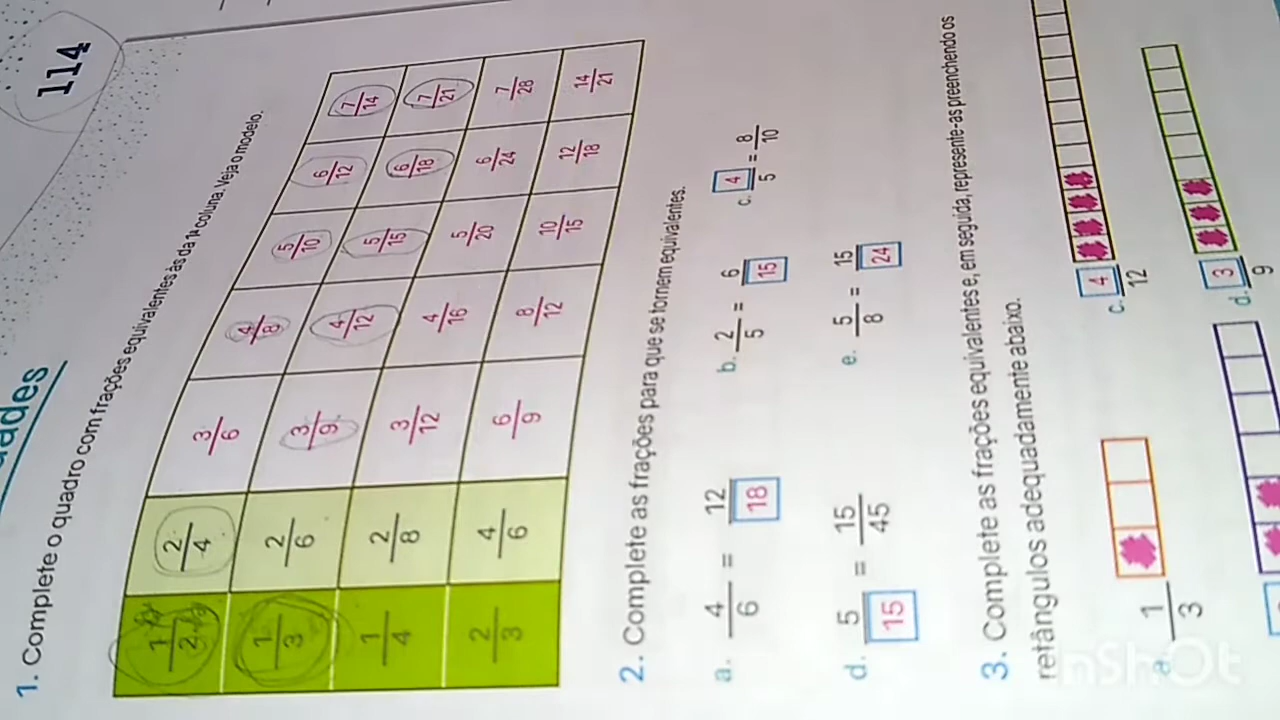 114
ades
1. Complete o quadro com frações equivalentes às da 1ª coluna. Veja o modelo.
1/2 2/4 3/6 4/8 5/10 6/12 7/14
1/3 2/6 3/9 4/12 5/15 6/18 7/21
1/4 2/8 3/12 4/16 5/20 6/24 7/28
2/3 4/6 6/9 8/12 10/15 12/18 14/21
2. Complete as frações para que se tornem equivalentes.
a. 4/6 = 12/18 b. 2/5 = 6/15 c. 4/5 = 8/10
d. 5/15 = 15/45 e. 5/8 = 15/24
3. Complete as frações equivalentes e, em seguida, represente-as preenchendo os
retângulos adequadamente abaixo.
a. 1/3 c. 4/12
d. 3/9
InShOt